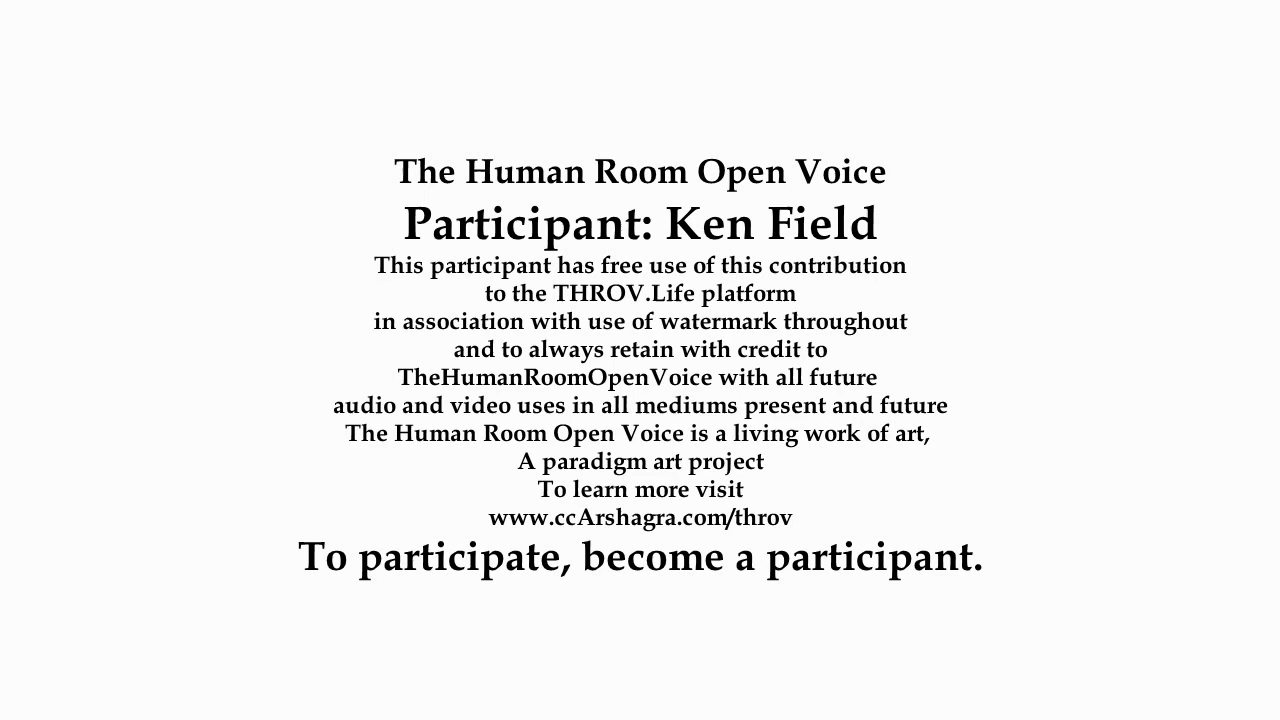 The Human Room Open Voice
Participant: Ken Field
This participant has free use of this contribution
to the THROV.Life platform
in association with use of watermark throughout
and to always retain with credit to
TheHumanRoomOpenVoice with all future
audio and video uses in all mediums present and future
The Human Room Open Voice is a living work of art,
A paradigm art project
To learn more visit
www.ccArshagra.com/throv
To participate, become a participant.